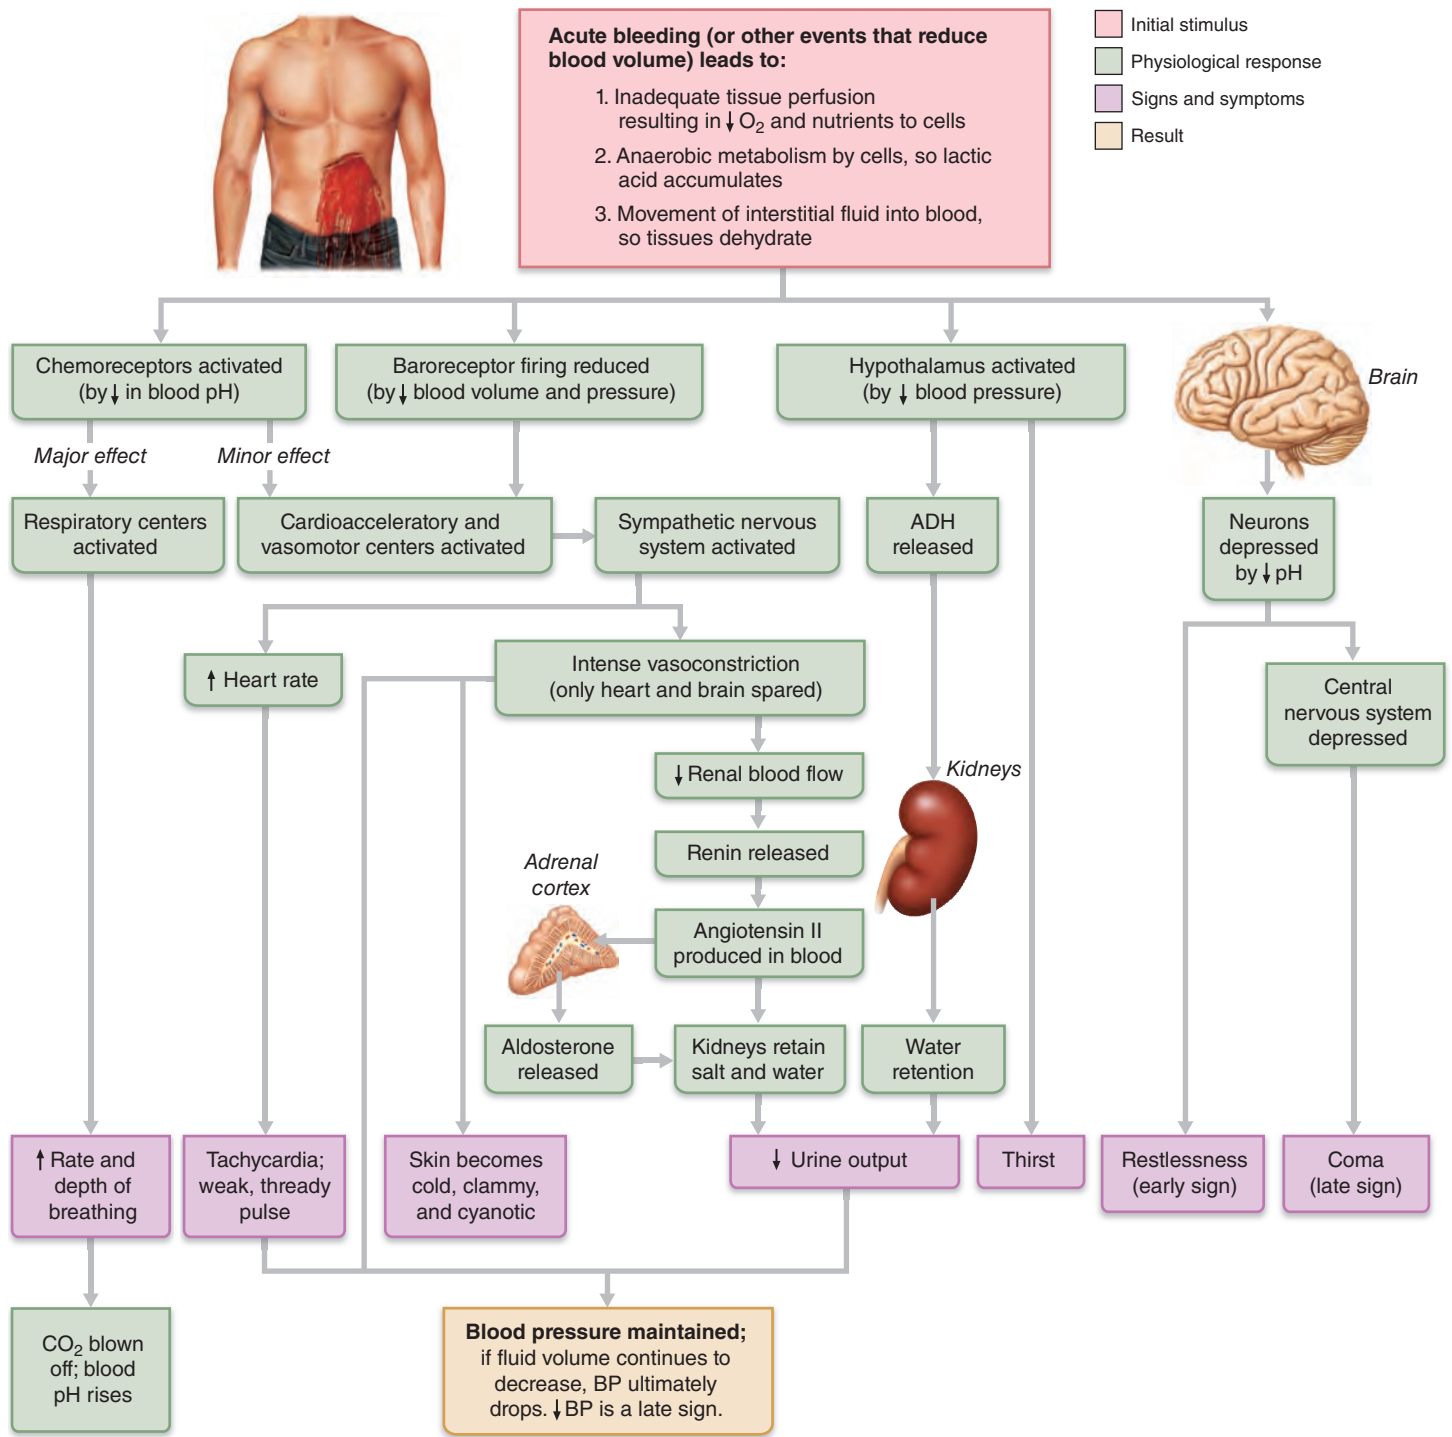 Acute bleeding (or other events that reduce
blood volume) leads to:
1. Inadequate tissue perfusion
resulting in ↓ O₂ and nutrients to cells
2. Anaerobic metabolism by cells, so lactic
acid accumulates
3. Movement of interstitial fluid into blood,
so tissues dehydrate
Initial stimulus
Physiological response
Signs and symptoms
Result
Chemoreceptors activated
(by ↓ in blood pH)
Baroreceptor firing reduced
(by ↓ blood volume and pressure)
Hypothalamus activated
(by ↓ blood pressure)
Brain
Major effect
Minor effect
Respiratory centers
activated
Cardioacceleratory and
vasomotor centers activated
Sympathetic nervous
system activated
ADH
released
Neurons
depressed
by ↓ pH
↑ Heart rate
Intense vasoconstriction
(only heart and brain spared)
Central
nervous system
depressed
↓ Renal blood flow
Kidneys
Renin released
Adrenal
cortex
Angiotensin II
produced in blood
Aldosterone
released
Kidneys retain
salt and water
Water
retention
↑ Rate and
depth of
breathing
Tachycardia;
weak, thready
pulse
Skin becomes
cold, clammy,
and cyanotic
↓ Urine output
Thirst
Restlessness
(early sign)
Coma
(late sign)
CO₂ blown
off; blood
pH rises
Blood pressure maintained;
if fluid volume continues to
decrease, BP ultimately
drops. ↓ BP is a late sign.